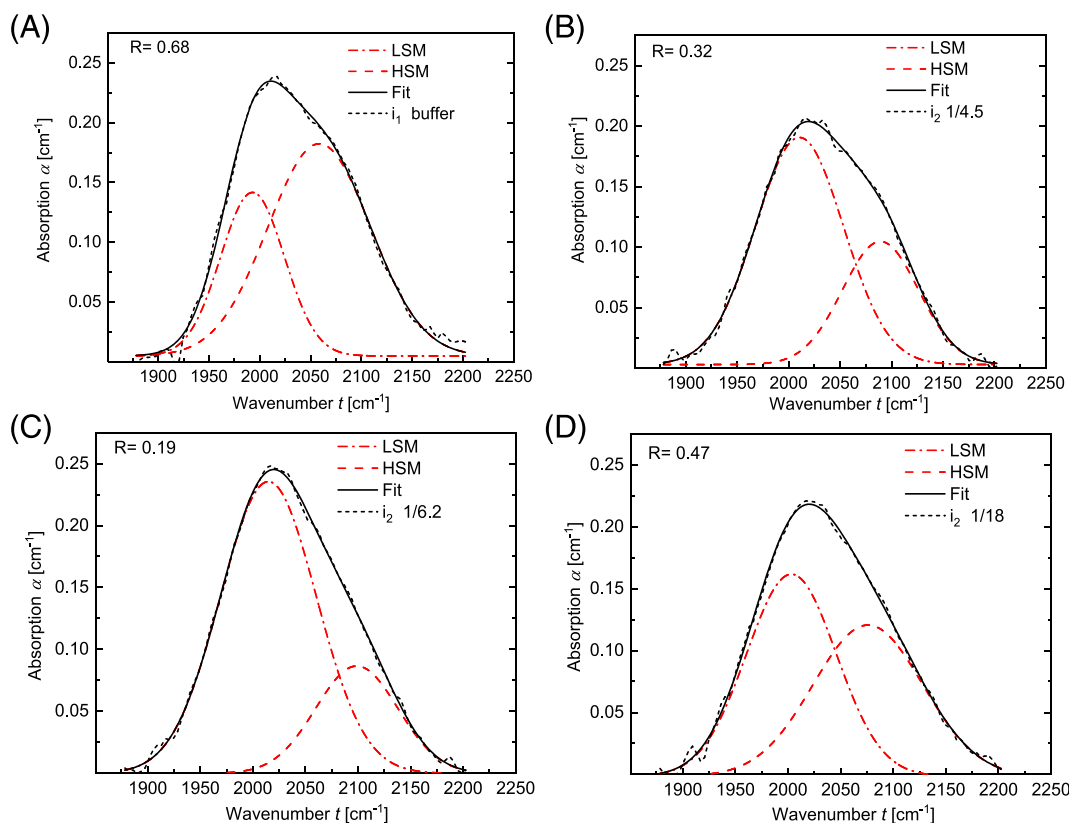 (A)
R= 0.68
LSM
HSM
Fit
i₁ buffer
0.25
0.20
0.15
0.10
0.05
Absorption α [cm⁻¹]
1900 1950 2000 2050 2100 2150 2200 2250
Wavenumber t [cm⁻¹]
(B)
R= 0.32
LSM
HSM
Fit
i₂ 1/4.5
0.25
0.20
0.15
0.10
0.05
Absorption α [cm⁻¹]
1900 1950 2000 2050 2100 2150 2200 2250
Wavenumber t [cm⁻¹]
(C)
R= 0.19
LSM
HSM
Fit
i₂ 1/6.2
0.25
0.20
0.15
0.10
0.05
Absorption α [cm⁻¹]
1900 1950 2000 2050 2100 2150 2200 2250
Wavenumber t [cm⁻¹]
(D)
R= 0.47
LSM
HSM
Fit
i₂ 1/18
0.25
0.20
0.15
0.10
0.05
Absorption α [cm⁻¹]
1900 1950 2000 2050 2100 2150 2200 2250
Wavenumber t [cm⁻¹]